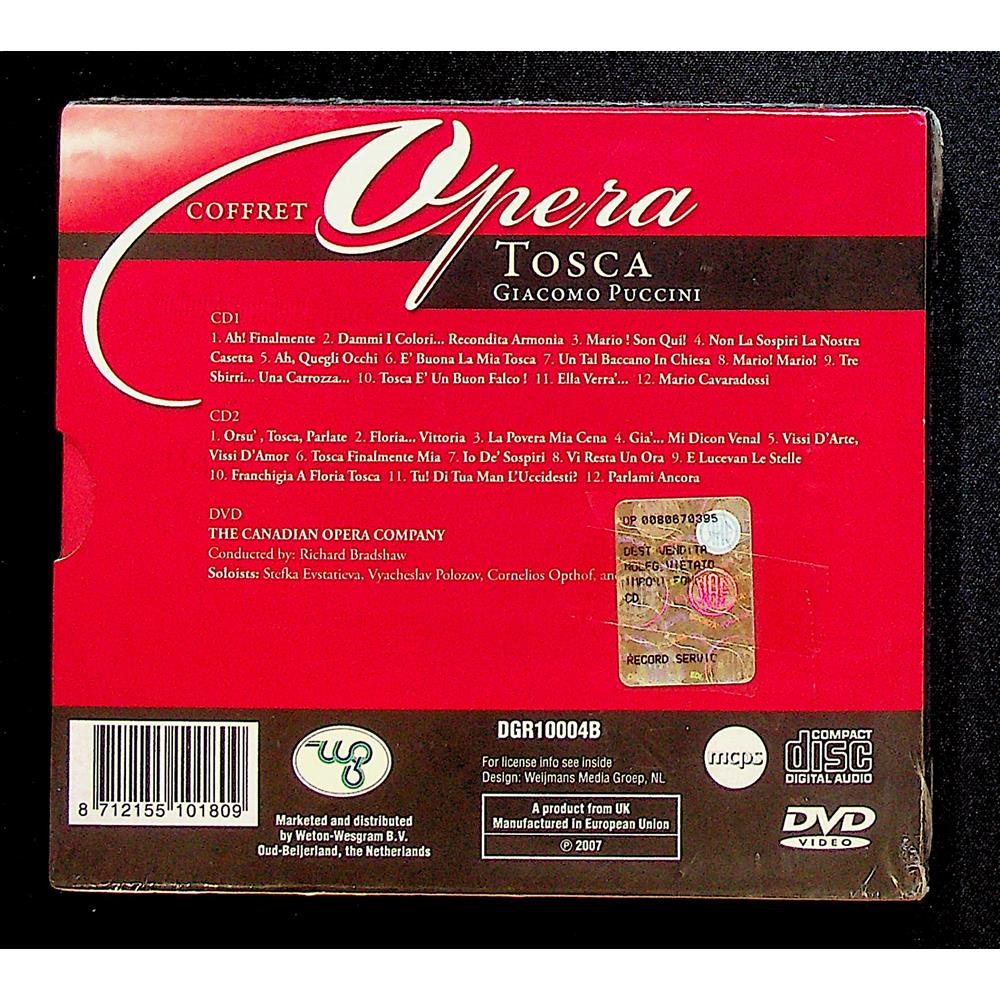 COFFRET Opera
TOSCA
GIACOMO PUCCINI
CD1
1. Ah! Finalmente 2. Dammi I Colori... Recondita Armonia 3. Mario ! Son Qui! 4. Non La Sospiri La Nostra
Casetta 5. Ah, Quegli Occhi 6. E' Buona La Mia Tosca 7. Un Tal Baccano In Chiesa 8. Mario! Mario! 9. Tre
Sbirri... Una Carrozza... 10. Tosca E' Un Buon Falco ! 11. Ella Verra'... 12. Mario Cavaradossi
CD2
1. Orsu' , Tosca, Parlate 2. Floria... Vittoria 3. La Povera Mia Cena 4. Gia'... Mi Dicon Venal 5. Vissi D'Arte,
Vissi D'Amor 6. Tosca Finalmente Mia 7. Io De' Sospiri 8. Vi Resta Un Ora 9. E Lucevan Le Stelle
10. Franchigia A Floria Tosca 11. Tu! Di Tua Man L'Uccidesti? 12. Parlami Ancora
DVD
THE CANADIAN OPERA COMPANY
Conducted by: Richard Bradshaw
Soloists: Stefka Evstatieva, Vyacheslav Polozov, Cornelios Opthof, an
OP 0080670395
DEST VENDITA
NOLEG.VIETATO
CD
RECORD SERVIC
8 712155 101809
Marketed and distributed
by Weton-Wesgram B.V.
Oud-Beijerland, the Netherlands
DGR10004B
For license info see inside
Design: Weijmans Media Groep, NL
A product from UK
Manufactured in European Union
℗ 2007
mcps
COMPACT
disc
DIGITAL AUDIO
DVD
VIDEO